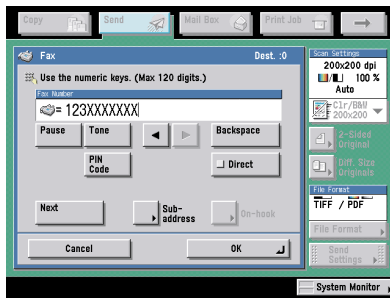 Copy
Send
Mail Box
Print Job
Fax
Dest. :0
Use the numeric keys. (Max 120 digits.)
Fax Number
= 123XXXXXXX
Pause
Tone
Backspace
PIN
Code
Direct
Next
Sub-
address
On-hook
Cancel
OK
Scan Settings
200x200 dpi
100 %
Auto
Clr/B&W
200x200
2-Sided
Original
Diff. Size
Originals
File Format
TIFF / PDF
File Format
Send
Settings
System Monitor